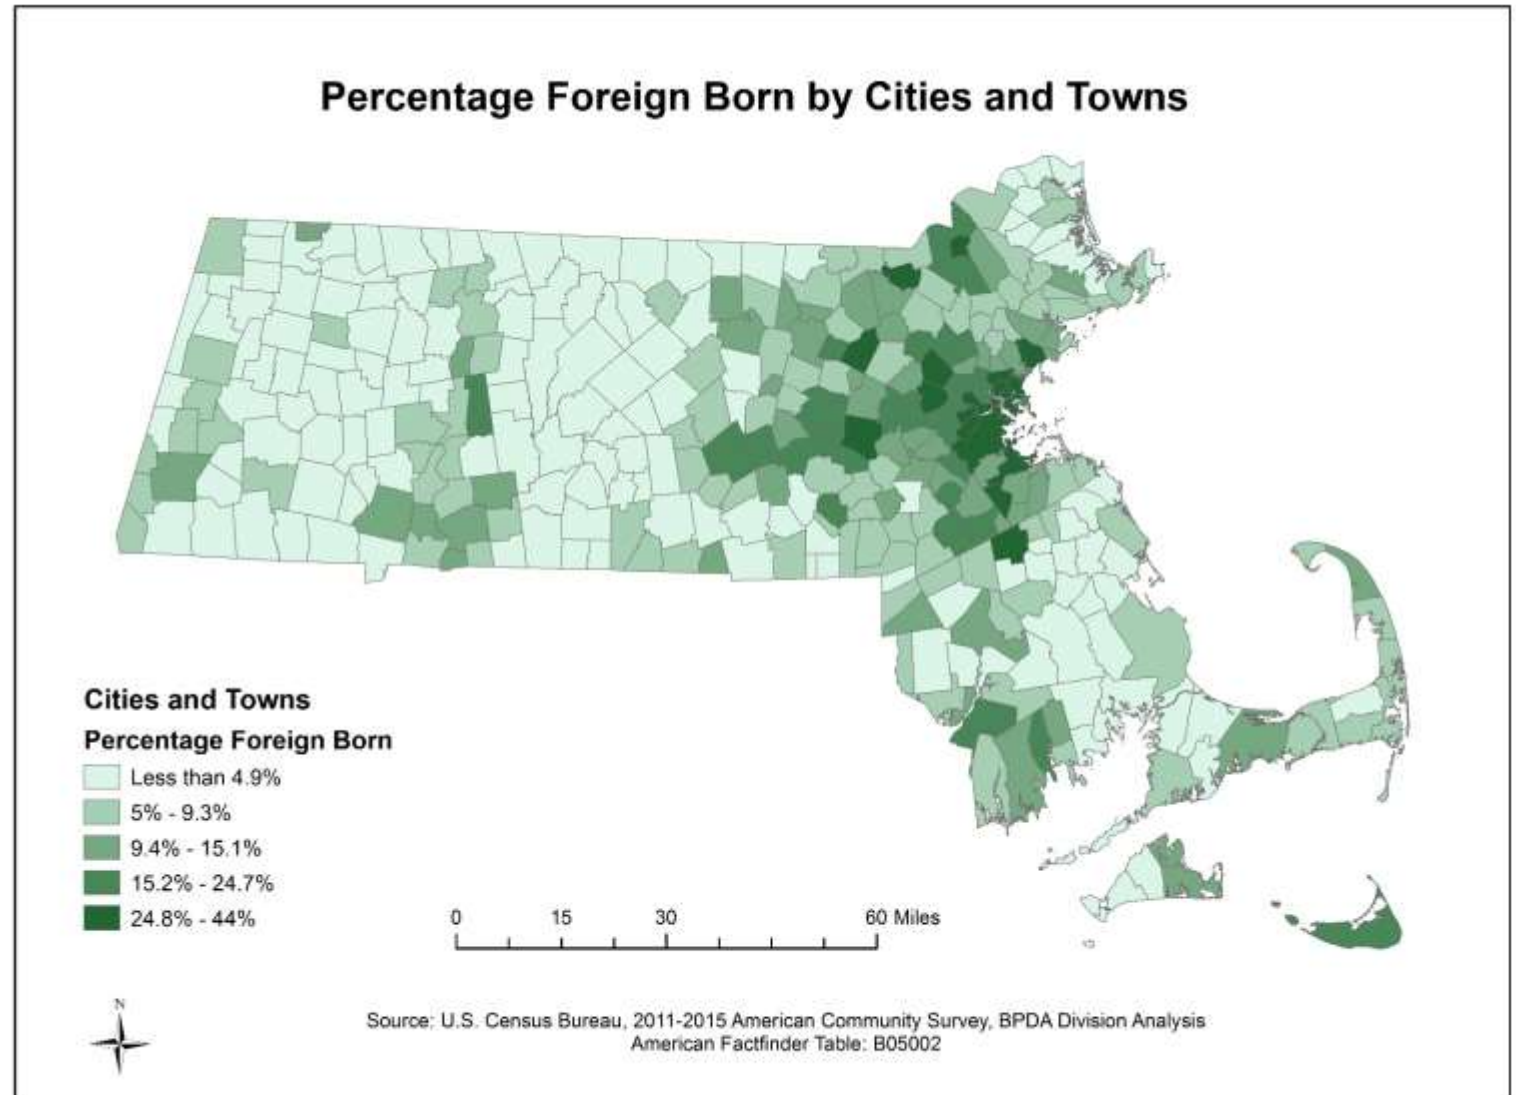 Percentage Foreign Born by Cities and Towns
Cities and Towns
Percentage Foreign Born
Less than 4.9%
5% - 9.3%
9.4% - 15.1%
15.2% - 24.7%
24.8% - 44%
0 15 30 60 Miles
N
Source: U.S. Census Bureau, 2011-2015 American Community Survey, BPDA Division Analysis
American Factfinder Table: B05002